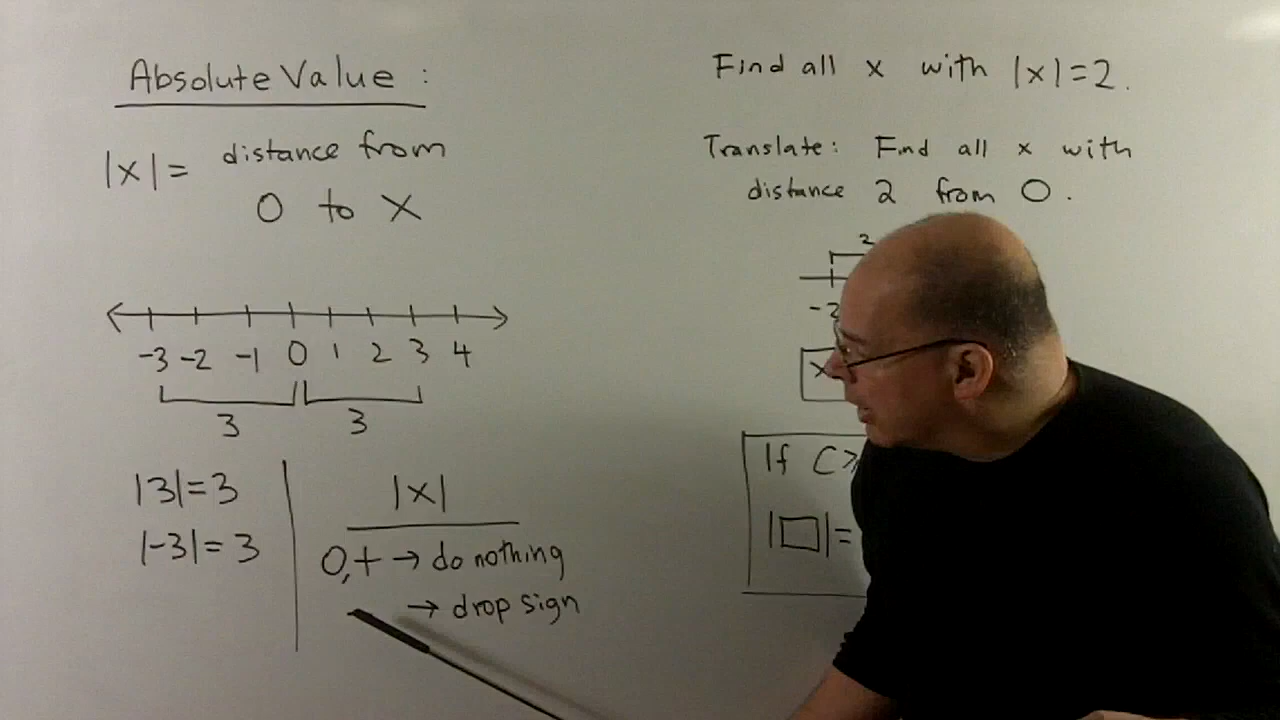 Absolute Value :
|x| = distance from
0 to x
-3 -2 -1 0 1 2 3 4
3 3
|3|=3
|-3|=3
|x|
0,+ → do nothing
→ drop sign
Find all x with |x|=2.
Translate: Find all x with
distance 2 from 0.
2
-2
x
If C>
|□|=